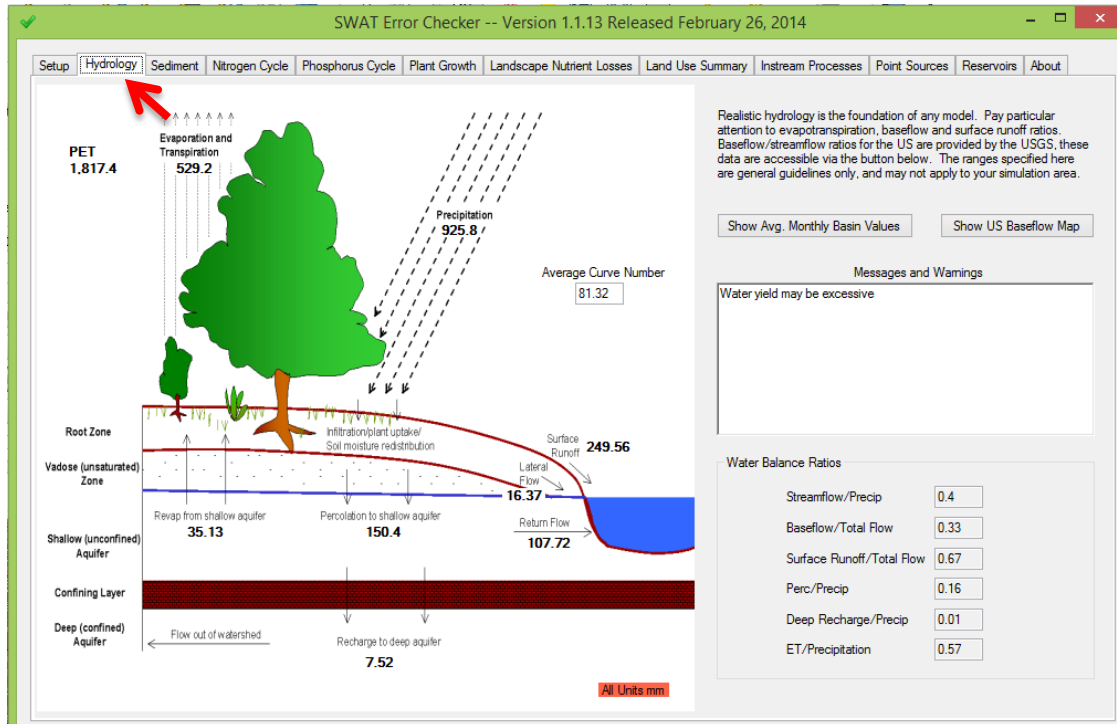 SWAT Error Checker -- Version 1.1.13 Released February 26, 2014
Setup Hydrology Sediment Nitrogen Cycle Phosphorus Cycle Plant Growth Landscape Nutrient Losses Land Use Summary Instream Processes Point Sources Reservoirs About
PET
1,817.4
Evaporation and
Transpiration
529.2
Precipitation
925.8
Average Curve Number
81.32
Root Zone
Infiltration/plant uptake/
Soil moisture redistribution
Surface
Runoff
249.56
Vadose (unsaturated)
Zone
Lateral
Flow
16.37
Revap from shallow aquifer
35.13
Percolation to shallow aquifer
150.4
Return Flow
107.72
Shallow (unconfined)
Aquifer
Confining Layer
Deep (confined)
Aquifer
Flow out of watershed
Recharge to deep aquifer
7.52
All Units mm
Realistic hydrology is the foundation of any model. Pay particular
attention to evapotranspiration, baseflow and surface runoff ratios.
Baseflow/streamflow ratios for the US are provided by the USGS, these
data are accessible via the button below. The ranges specified here
are general guidelines only, and may not apply to your simulation area.
Show Avg. Monthly Basin Values
Show US Baseflow Map
Messages and Warnings
Water yield may be excessive
Water Balance Ratios
Streamflow/Precip 0.4
Baseflow/Total Flow 0.33
Surface Runoff/Total Flow 0.67
Perc/Precip 0.16
Deep Recharge/Precip 0.01
ET/Precipitation 0.57